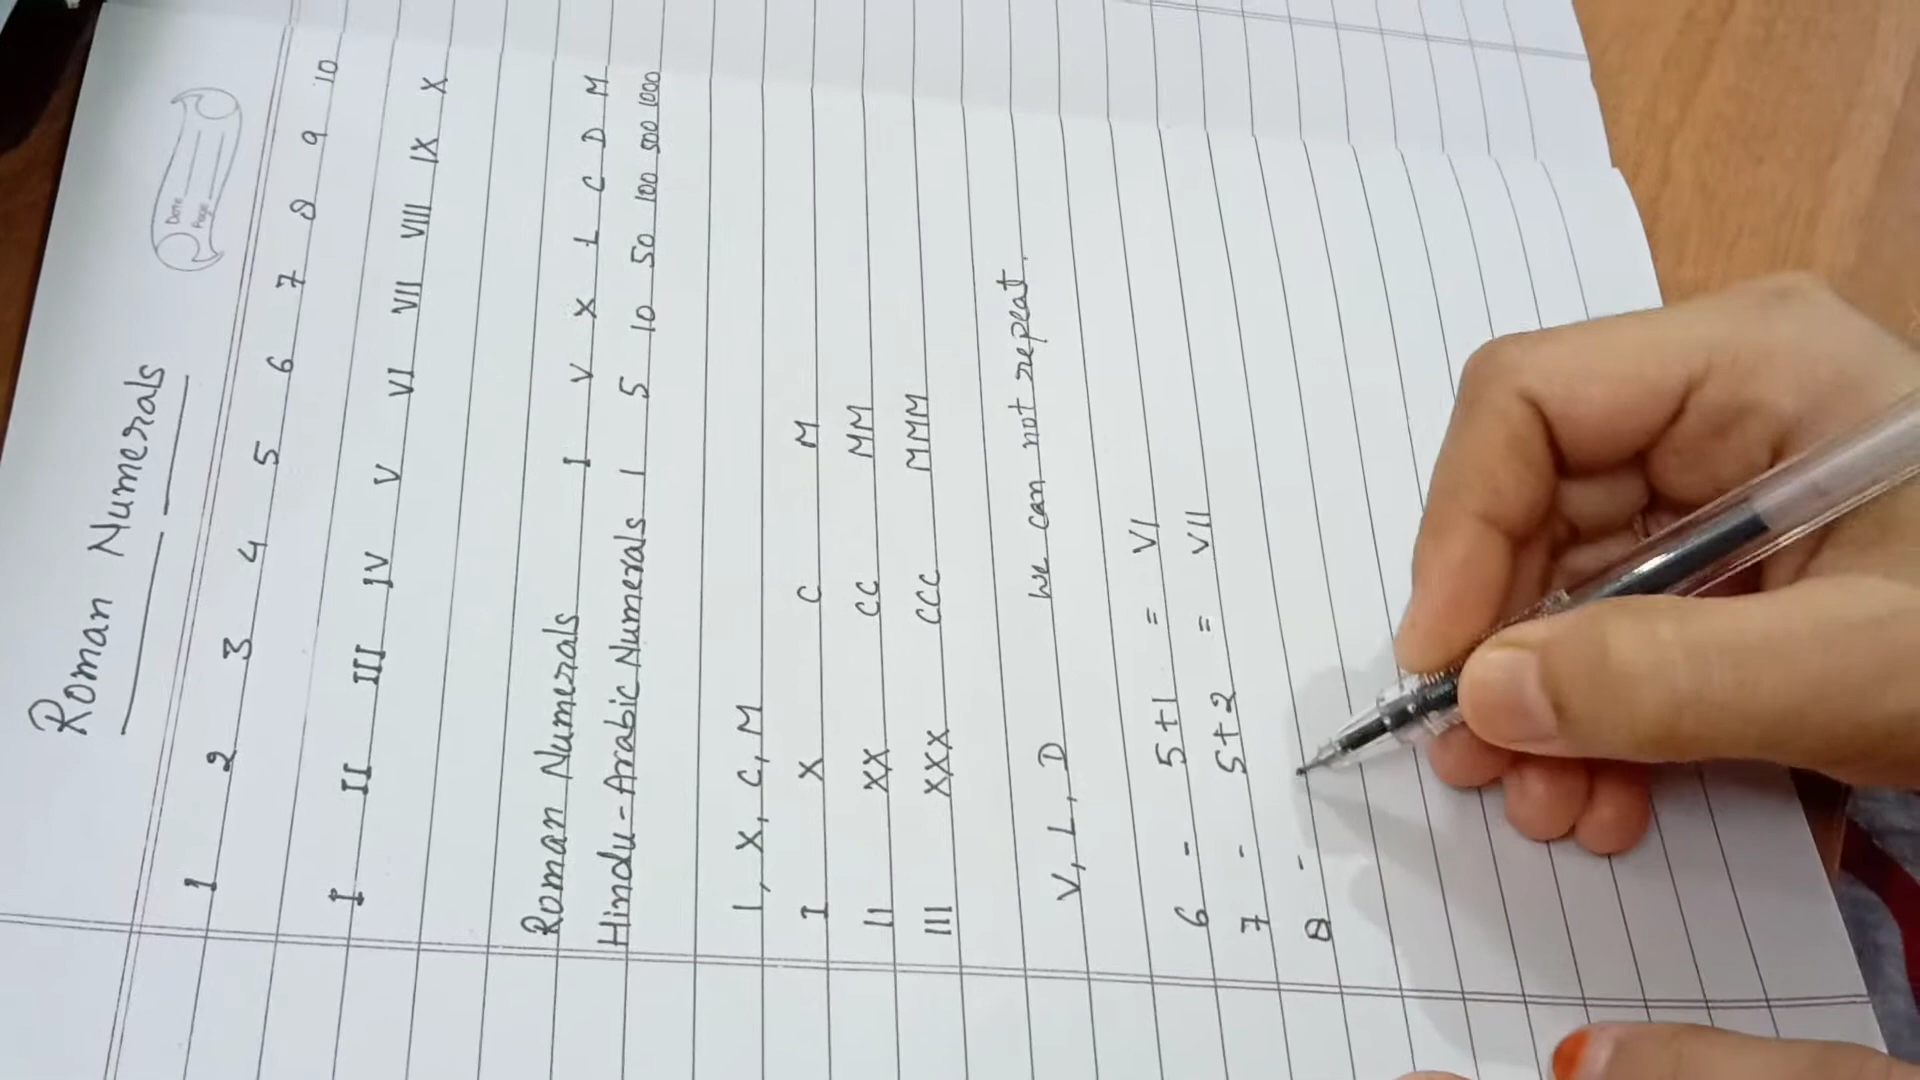 Date
Page
Roman Numerals
1 2 3 4 5 6 7 8 9 10
I II III IV V VI VII VIII IX X
Roman Numerals I V X L C D M
Hindu-Arabic Numerals 1 5 10 50 100 500 1000
I, X, C, M
I X C M
II XX CC MM
III XXX CCC MMM
V, L, D We can not repeat.
6 - 5+1 = VI
7 - 5+2 = VII
8 -